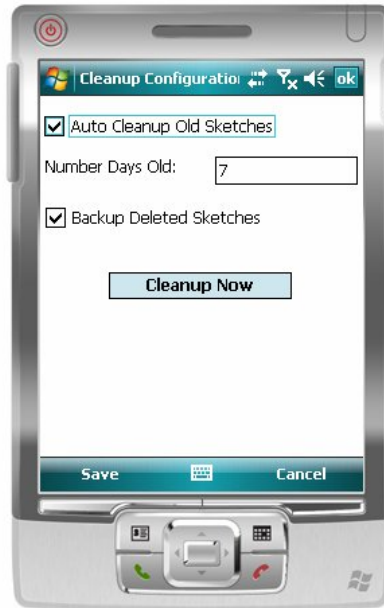 Cleanup Configuratio
ok
Auto Cleanup Old Sketches
Number Days Old:
7
Backup Deleted Sketches
Cleanup Now
Save
Cancel